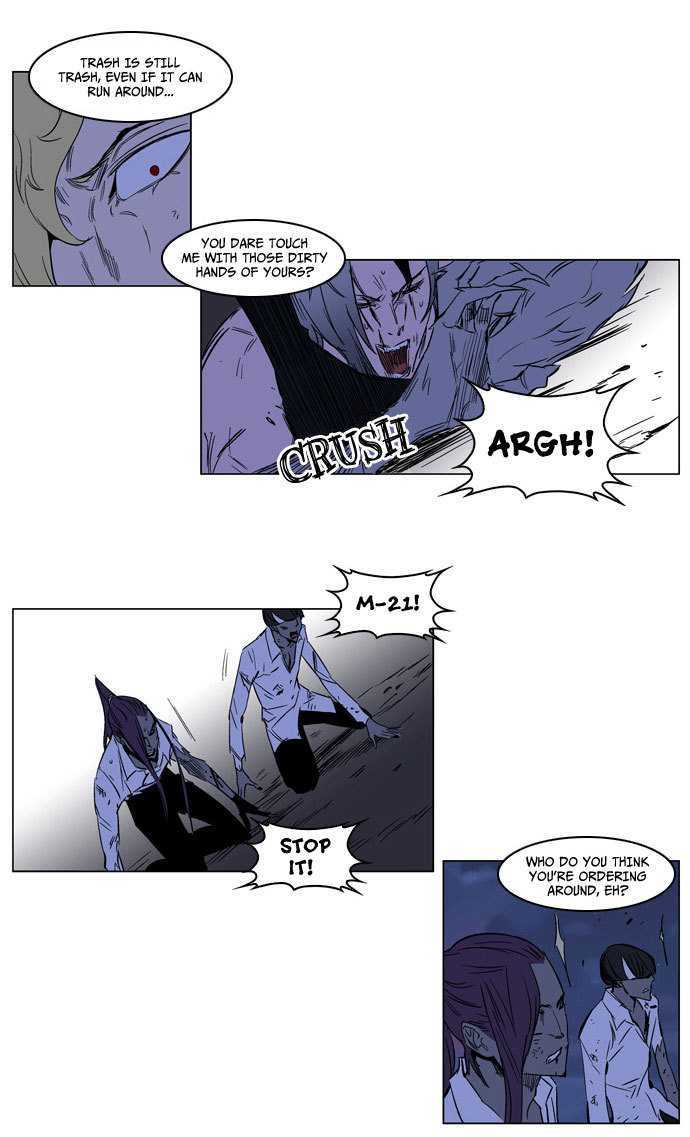 TRASH IS STILL
TRASH, EVEN IF IT CAN
RUN AROUND...
YOU DARE TOUCH
ME WITH THOSE DIRTY
HANDS OF YOURS?
CRUSH
ARGH!
M-21!
STOP
IT!
WHO DO YOU THINK
YOU'RE ORDERING
AROUND, EH?